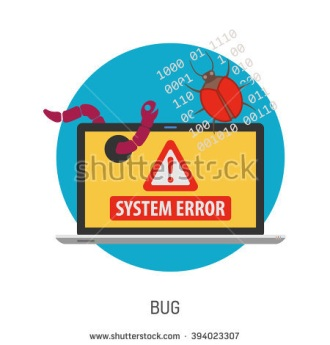 1000 01 1110
shutterstock
SYSTEM ERROR
BUG
www.shutterstock.com · 394023307